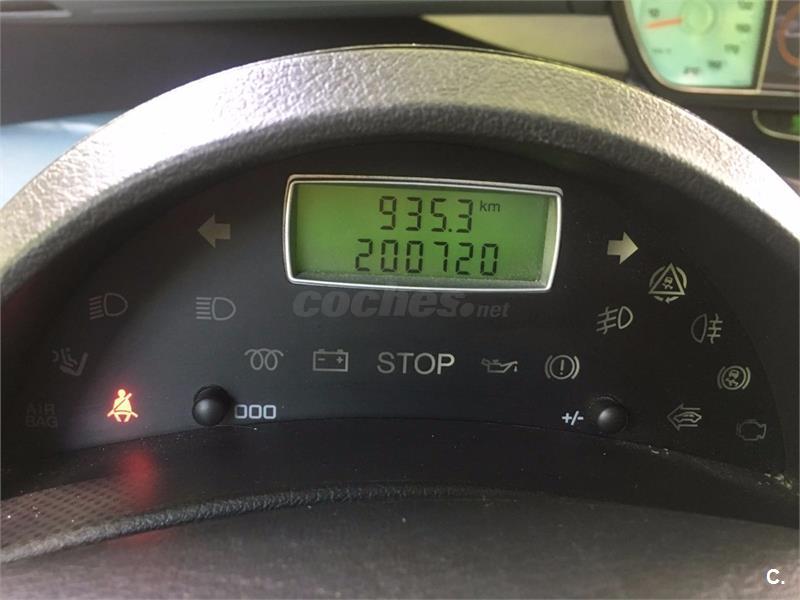 935.3 km
200720
coches.net
STOP
AIR
BAG
000
+/-
C.